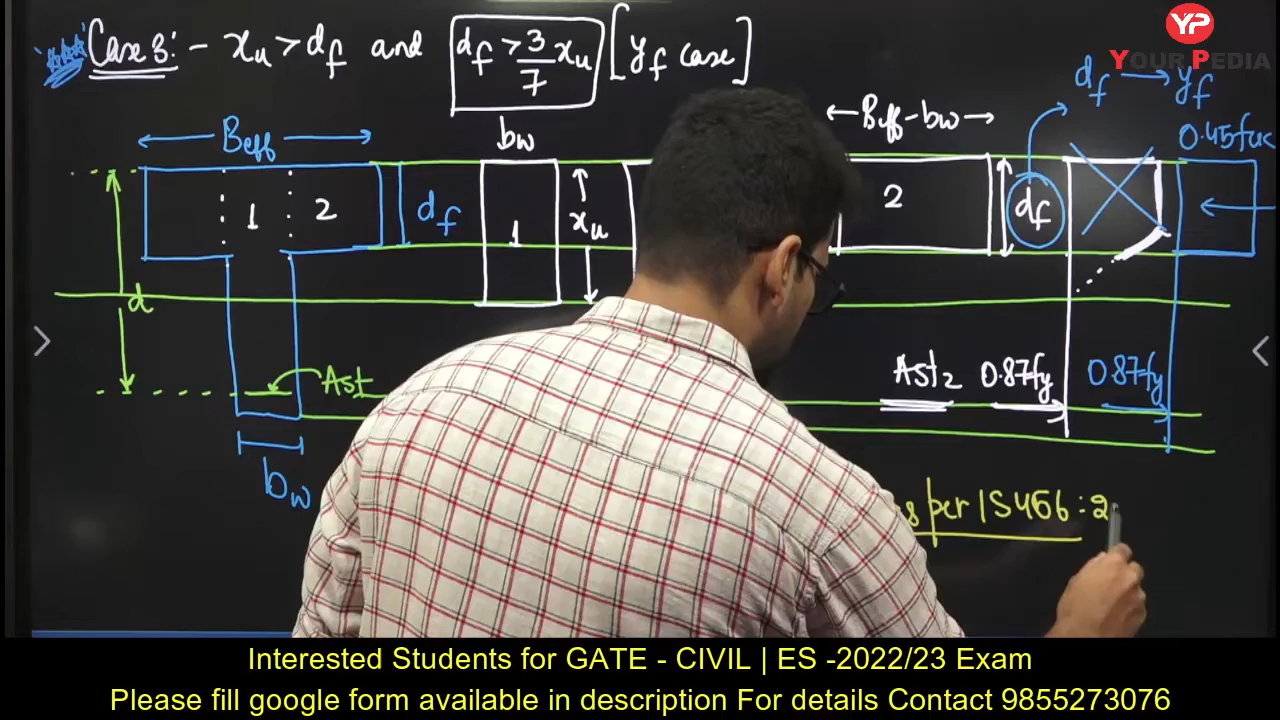 Case 3: - xu > df and df > 3/7 xu [yf case]
YP
YOUR PEDIA
df → yf
Beff
bw
Beff-bw
0.45fuc
1 2
df
1
xu
2
df
d
Ast
Ast2 0.87fy
0.87fy
bw
per IS 456 : 2
Interested Students for GATE - CIVIL | ES -2022/23 Exam
Please fill google form available in description For details Contact 9855273076